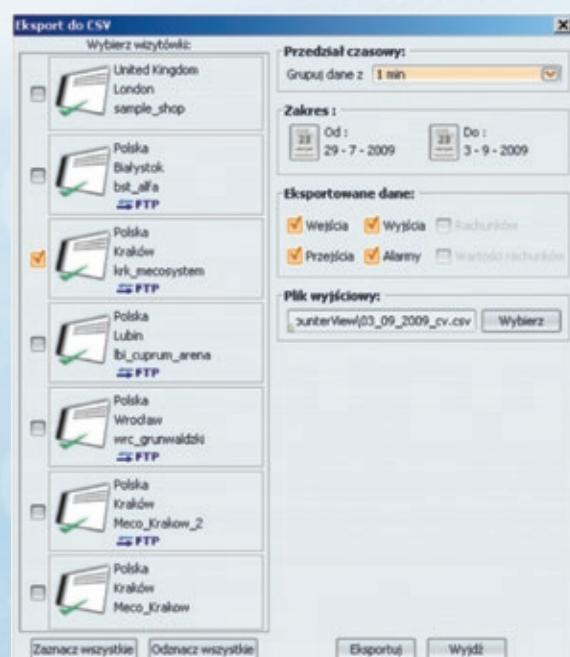 Eksport do CSV
Wybierz wizytówki:
United Kingdom
London
sample_shop
Polska
Białystok
bst_alfa
FTP
Polska
Kraków
krk_mecosystem
FTP
Polska
Lubin
lbi_cuprum_arena
FTP
Polska
Wrocław
wrc_grunwaldzki
FTP
Polska
Kraków
Meco_Krakow_2
FTP
Polska
Kraków
Meco_Krakow
Zaznacz wszystkie Odznacz wszystkie
Przedział czasowy:
Grupuj dane z 1 min
Zakres :
23 Od :
29 - 7 - 2009
23 Do :
3 - 9 - 2009
Eksportowane dane:
Wejścia Wyjścia Rachunków
Przejścia Alarmy Wartości rachunków
Plik wyjściowy:
ounterView\03_09_2009_cv.csv Wybierz
Eksportuj Wyjdź